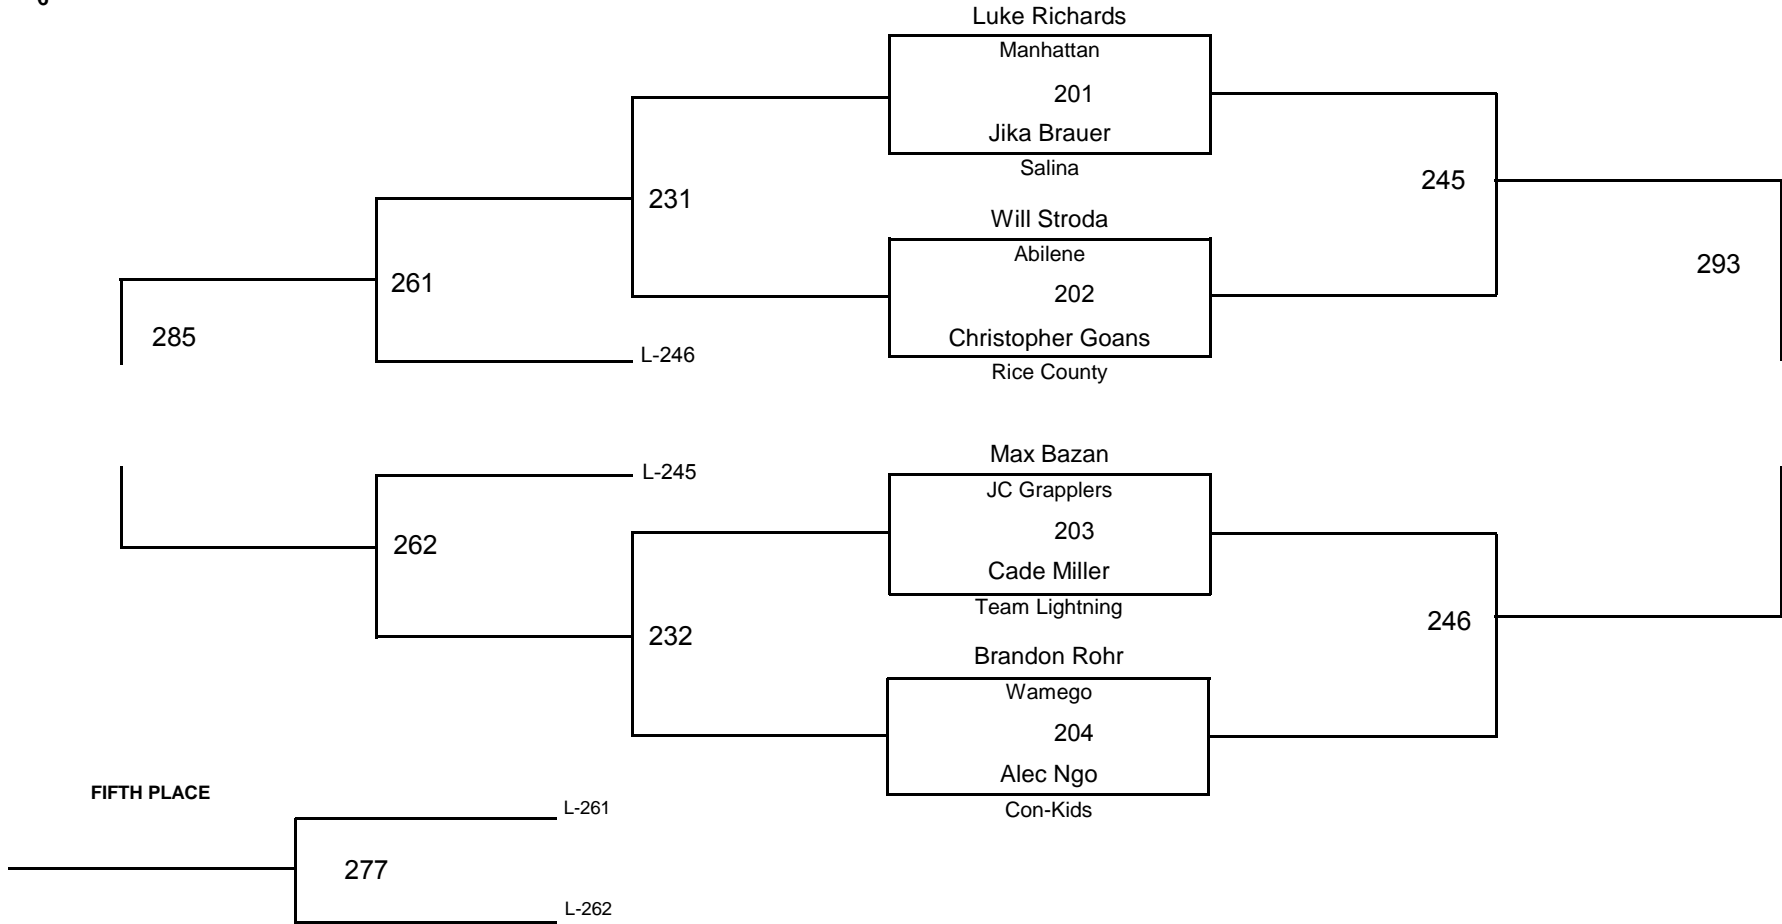 Luke Richards
Manhattan
201
Jika Brauer
Salina
231
245
Will Stroda
Abilene
202
Christopher Goans
Rice County
261
293
285
L-246
Max Bazan
JC Grapplers
203
Cade Miller
Team Lightning
L-245
262
232
246
Brandon Rohr
Wamego
204
Alec Ngo
Con-Kids
FIFTH PLACE
L-261
277
L-262